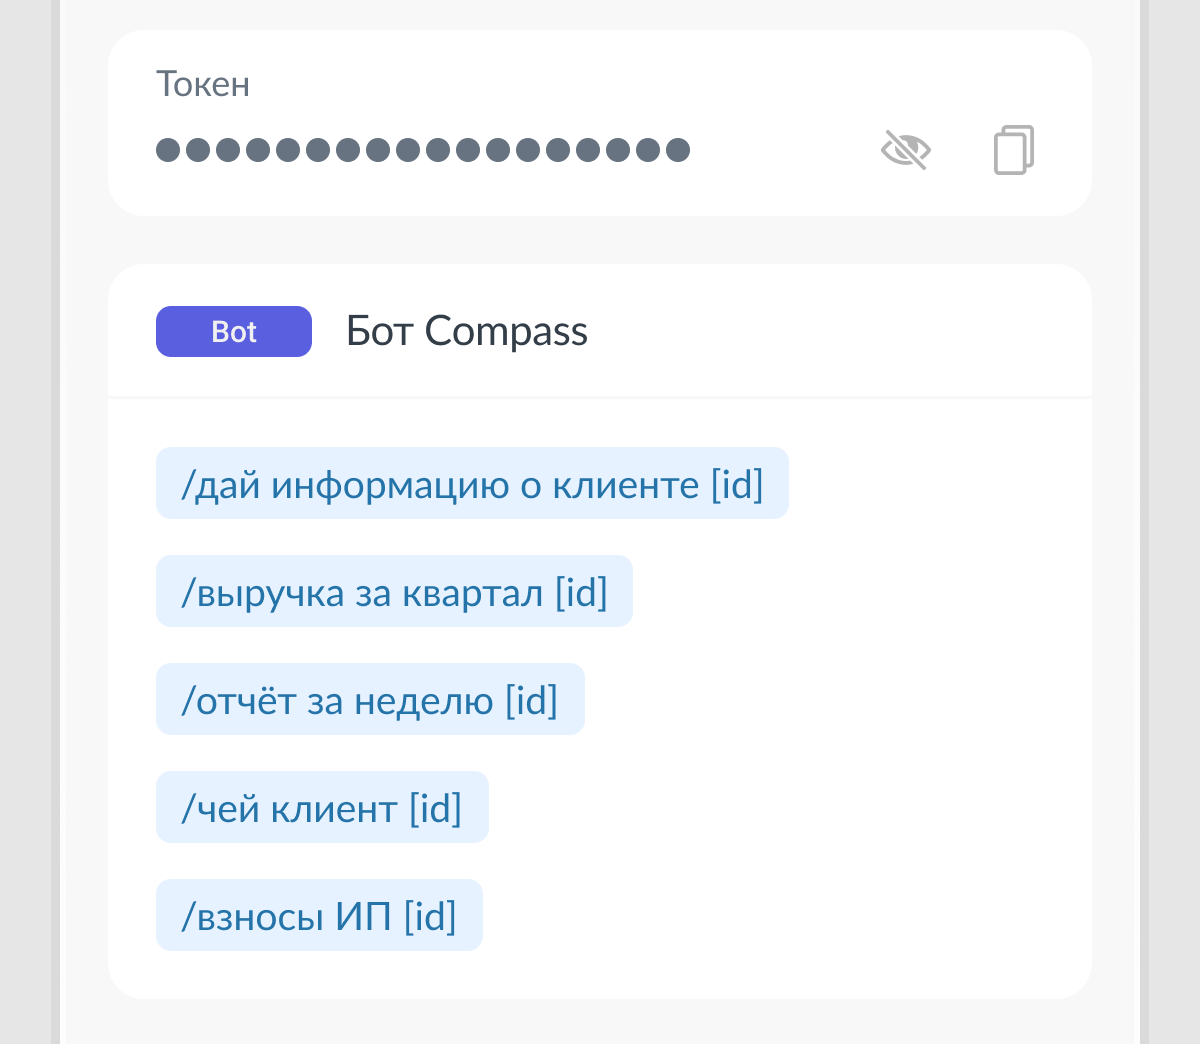 Токен
Bot Бот Compass
/дай информацию о клиенте [id]
/выручка за квартал [id]
/отчёт за неделю [id]
/чей клиент [id]
/взносы ИП [id]